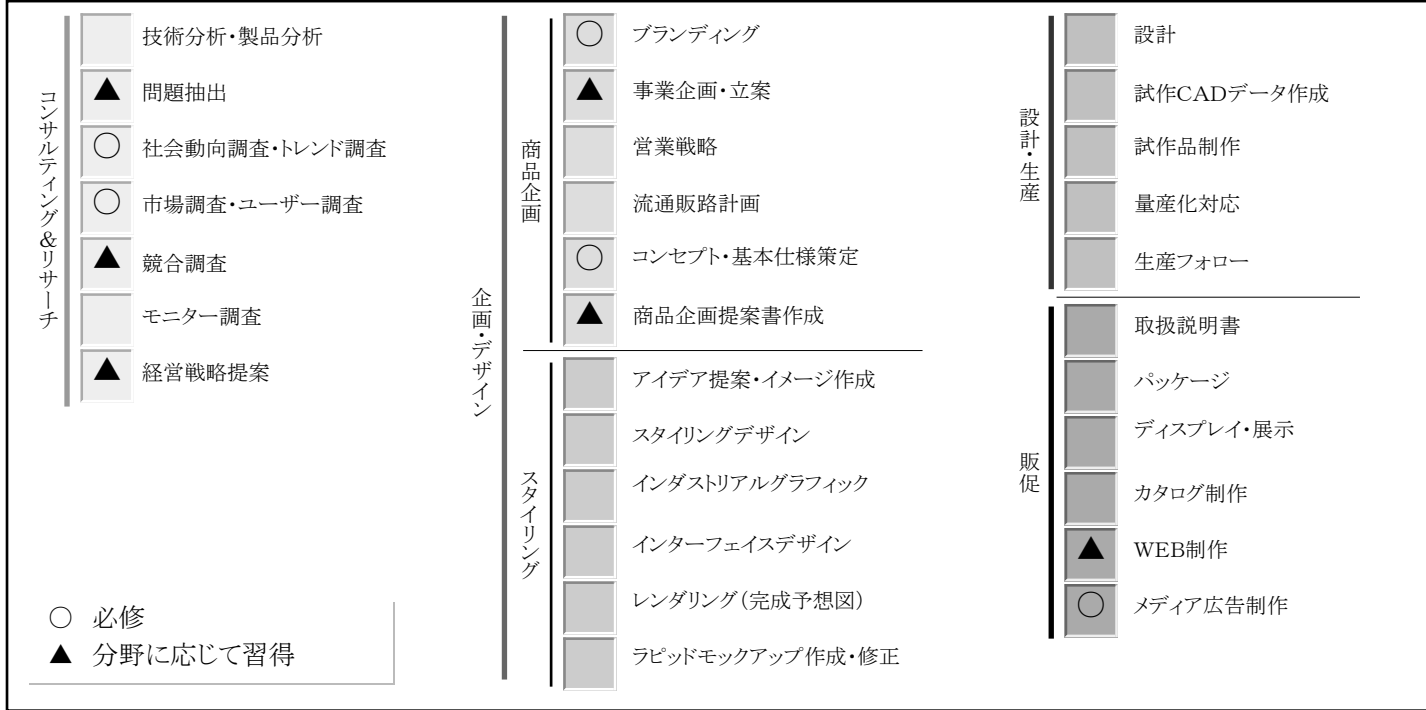 コンサルティング&リサーチ
技術分析・製品分析
▲ 問題抽出
○ 社会動向調査・トレンド調査
○ 市場調査・ユーザー調査
▲ 競合調査
モニター調査
▲ 経営戦略提案
企画・デザイン
商品企画
○ ブランディング
▲ 事業企画・立案
営業戦略
流通販路計画
○ コンセプト・基本仕様策定
▲ 商品企画提案書作成
スタイリング
アイデア提案・イメージ作成
スタイリングデザイン
インダストリアルグラフィック
インターフェイスデザイン
レンダリング(完成予想図)
ラピッドモックアップ作成・修正
設計・生産
設計
試作CADデータ作成
試作品制作
量産化対応
生産フォロー
販促
取扱説明書
パッケージ
ディスプレイ・展示
カタログ制作
▲ WEB制作
○ メディア広告制作
○ 必修
▲ 分野に応じて習得